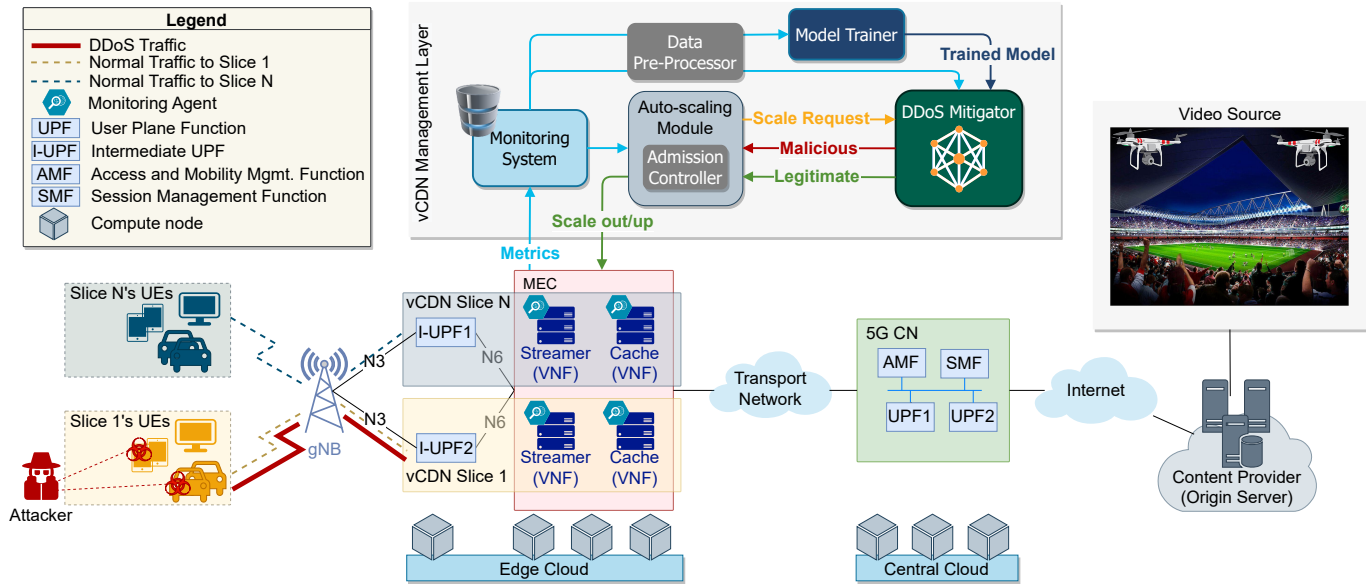 Legend
DDoS Traffic
Normal Traffic to Slice 1
Normal Traffic to Slice N
Monitoring Agent
UPF User Plane Function
I-UPF Intermediate UPF
AMF Access and Mobility Mgmt. Function
SMF Session Management Function
Compute node
vCDN Management Layer
Data
Pre-Processor
Model Trainer
Trained Model
Monitoring
System
Auto-scaling
Module
Admission
Controller
Scale Request
Malicious
Legitimate
DDoS Mitigator
Scale out/up
Metrics
Video Source
Slice N's UEs
Slice 1's UEs
Attacker
gNB
N3
N3
vCDN Slice N
I-UPF1
N6
N6
I-UPF2
vCDN Slice 1
MEC
Streamer
(VNF)
Cache
(VNF)
Streamer
(VNF)
Cache
(VNF)
Transport
Network
5G CN
AMF
SMF
UPF1
UPF2
Internet
Content Provider
(Origin Server)
Edge Cloud
Central Cloud